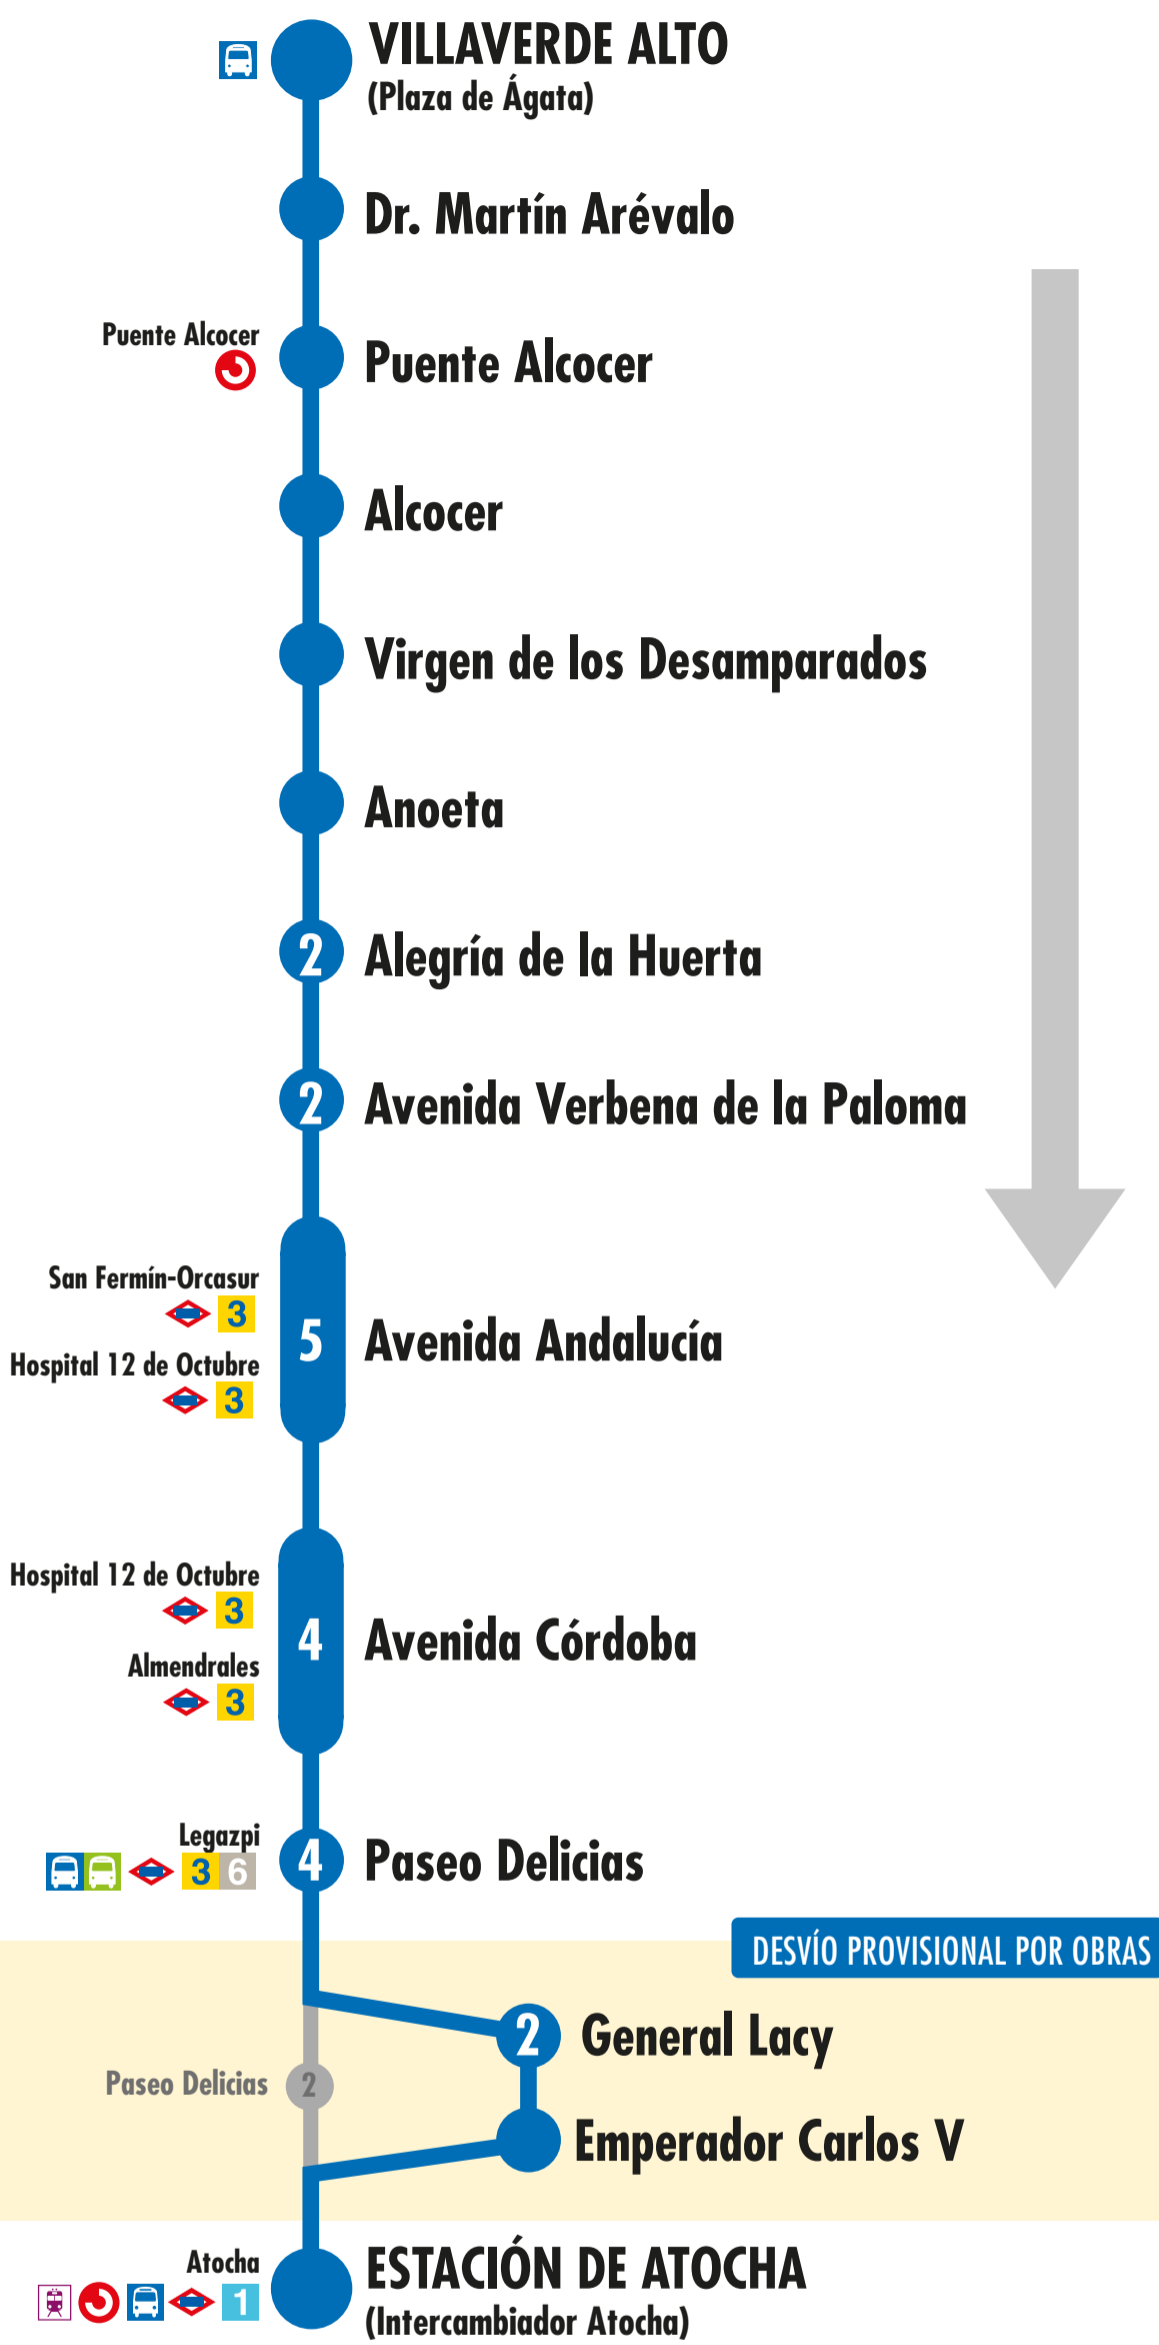 VILLAVERDE ALTO
(Plaza de Ágata)
Dr. Martín Arévalo
Puente Alcocer
Puente Alcocer
Alcocer
Virgen de los Desamparados
Anoeta
2 Alegría de la Huerta
2 Avenida Verbena de la Paloma
San Fermín-Orcasur
3
Hospital 12 de Octubre
3
5 Avenida Andalucía
Hospital 12 de Octubre
3
Almendrales
3
4 Avenida Córdoba
Legazpi
3 6
4 Paseo Delicias
DESVÍO PROVISIONAL POR OBRAS
2 General Lacy
Paseo Delicias 2
Emperador Carlos V
Atocha
1
ESTACIÓN DE ATOCHA
(Intercambiador Atocha)